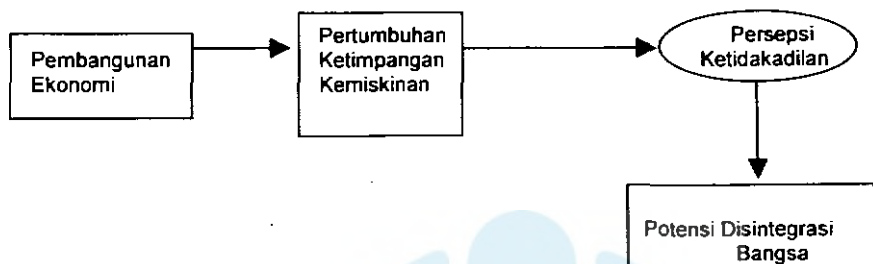 Pembangunan
Ekonomi
Pertumbuhan
Ketimpangan
Kemiskinan
Persepsi
Ketidakadilan
Potensi Disintegrasi
Bangsa